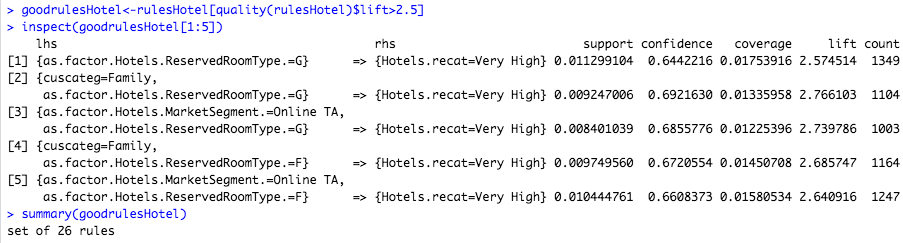 > goodrulesHotel<-rulesHotel[quality(rulesHotel)$lift>2.5]
> inspect(goodrulesHotel[1:5])
    lhs                                              rhs                          support confidence   coverage     lift count
[1] {as.factor.Hotels.ReservedRoomType.=G}        => {Hotels.recat=Very High} 0.011299104  0.6442216 0.01753916 2.574514  1349
[2] {cuscateg=Family,
     as.factor.Hotels.ReservedRoomType.=G}        => {Hotels.recat=Very High} 0.009247006  0.6921630 0.01335958 2.766103  1104
[3] {as.factor.Hotels.MarketSegment.=Online TA,
     as.factor.Hotels.ReservedRoomType.=G}        => {Hotels.recat=Very High} 0.008401039  0.6855776 0.01225396 2.739786  1003
[4] {cuscateg=Family,
     as.factor.Hotels.ReservedRoomType.=F}        => {Hotels.recat=Very High} 0.009749560  0.6720554 0.01450708 2.685747  1164
[5] {as.factor.Hotels.MarketSegment.=Online TA,
     as.factor.Hotels.ReservedRoomType.=F}        => {Hotels.recat=Very High} 0.010444761  0.6608373 0.01580534 2.640916  1247
> summary(goodrulesHotel)
set of 26 rules